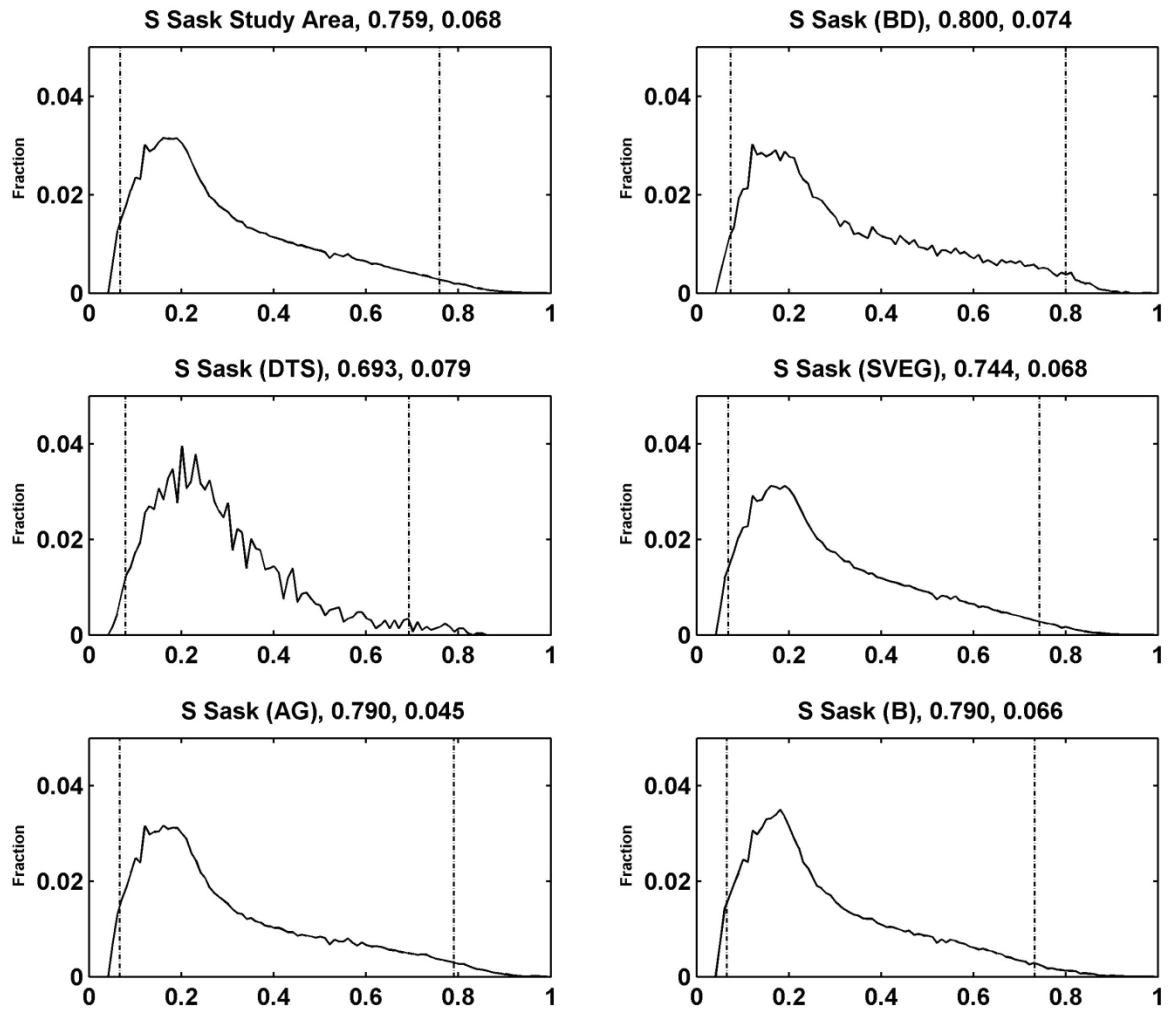 S Sask Study Area, 0.759, 0.068
0.04
0.02
0
Fraction
0 0.2 0.4 0.6 0.8 1
S Sask (BD), 0.800, 0.074
0.04
0.02
0
Fraction
0 0.2 0.4 0.6 0.8 1
S Sask (DTS), 0.693, 0.079
0.04
0.02
0
Fraction
0 0.2 0.4 0.6 0.8 1
S Sask (SVEG), 0.744, 0.068
0.04
0.02
0
Fraction
0 0.2 0.4 0.6 0.8 1
S Sask (AG), 0.790, 0.045
0.04
0.02
0
Fraction
0 0.2 0.4 0.6 0.8 1
S Sask (B), 0.790, 0.066
0.04
0.02
0
Fraction
0 0.2 0.4 0.6 0.8 1